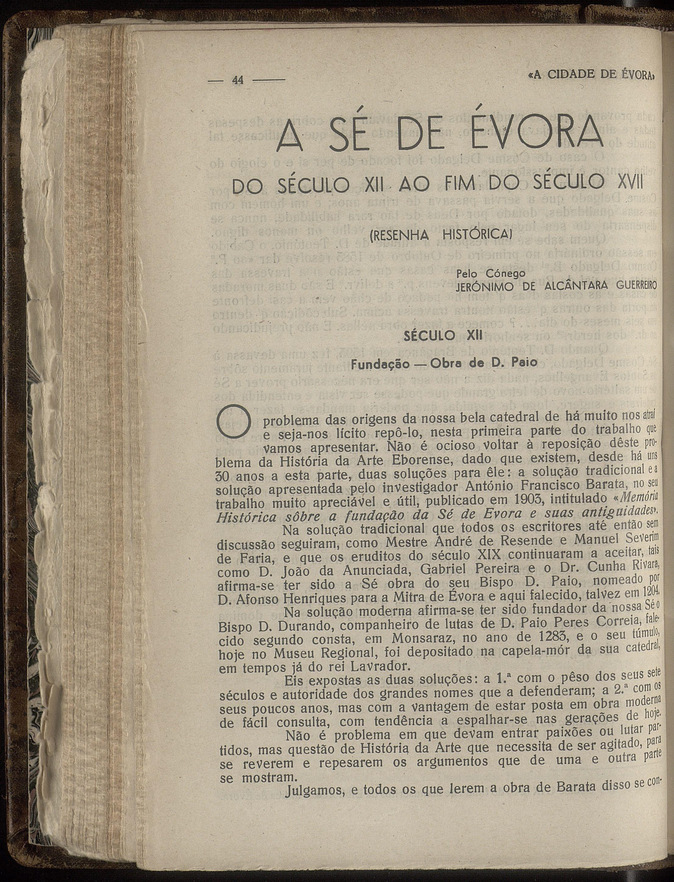 — 44 —
«A CIDADE DE ÉVORA»
A SÉ DE ÉVORA
DO SÉCULO XII AO FIM DO SÉCULO XVII
(RESENHA HISTÓRICA)
Pelo Cónego
JERÓNIMO DE ALCÂNTARA GUERREIRO
SÉCULO XII
Fundação — Obra de D. Paio
O problema das origens da nossa bela catedral de há muito nos atrai
e seja-nos lícito repô-lo, nesta primeira parte do trabalho que
vamos apresentar. Não é ocioso voltar à reposição dêste pro-
blema da História da Arte Eborense, dado que existem, desde há uns
30 anos a esta parte, duas soluções para êle: a solução tradicional e a
solução apresentada pelo investigador António Francisco Barata, no seu
trabalho muito apreciável e útil, publicado em 1903, intitulado «Memória
Histórica sôbre a fundação da Sé de Evora e suas antiguidades».
Na solução tradicional que todos os escritores até então sem
discussão seguiram, como Mestre André de Resende e Manuel Severim
de Faria, e que os eruditos do século XIX continuaram a aceitar, tais
como D. João da Anunciada, Gabriel Pereira e o Dr. Cunha Rivara,
afirma-se ter sido a Sé obra do seu Bispo D. Paio, nomeado por
D. Afonso Henriques para a Mitra de Évora e aqui falecido, talvez em 1204.
Na solução moderna afirma-se ter sido fundador da nossa Sé o
Bispo D. Durando, companheiro de lutas de D. Paio Peres Correia, fale-
cido segundo consta, em Monsaraz, no ano de 1283, e o seu túmulo,
hoje no Museu Regional, foi depositado na capela-mór da sua catedral,
em tempos já do rei Lavrador.
Eis expostas as duas soluções: a 1.ª com o pêso dos seus sete
séculos e autoridade dos grandes nomes que a defenderam; a 2.ª com os
seus poucos anos, mas com a vantagem de estar posta em obra moderna
de fácil consulta, com tendência a espalhar-se nas gerações de hoje.
Não é problema em que devam entrar paixões ou lutar par-
tidos, mas questão de História da Arte que necessita de ser agitado, para
se reverem e repesarem os argumentos que de uma e outra parte
se mostram.
Julgamos, e todos os que lerem a obra de Barata disso se con-